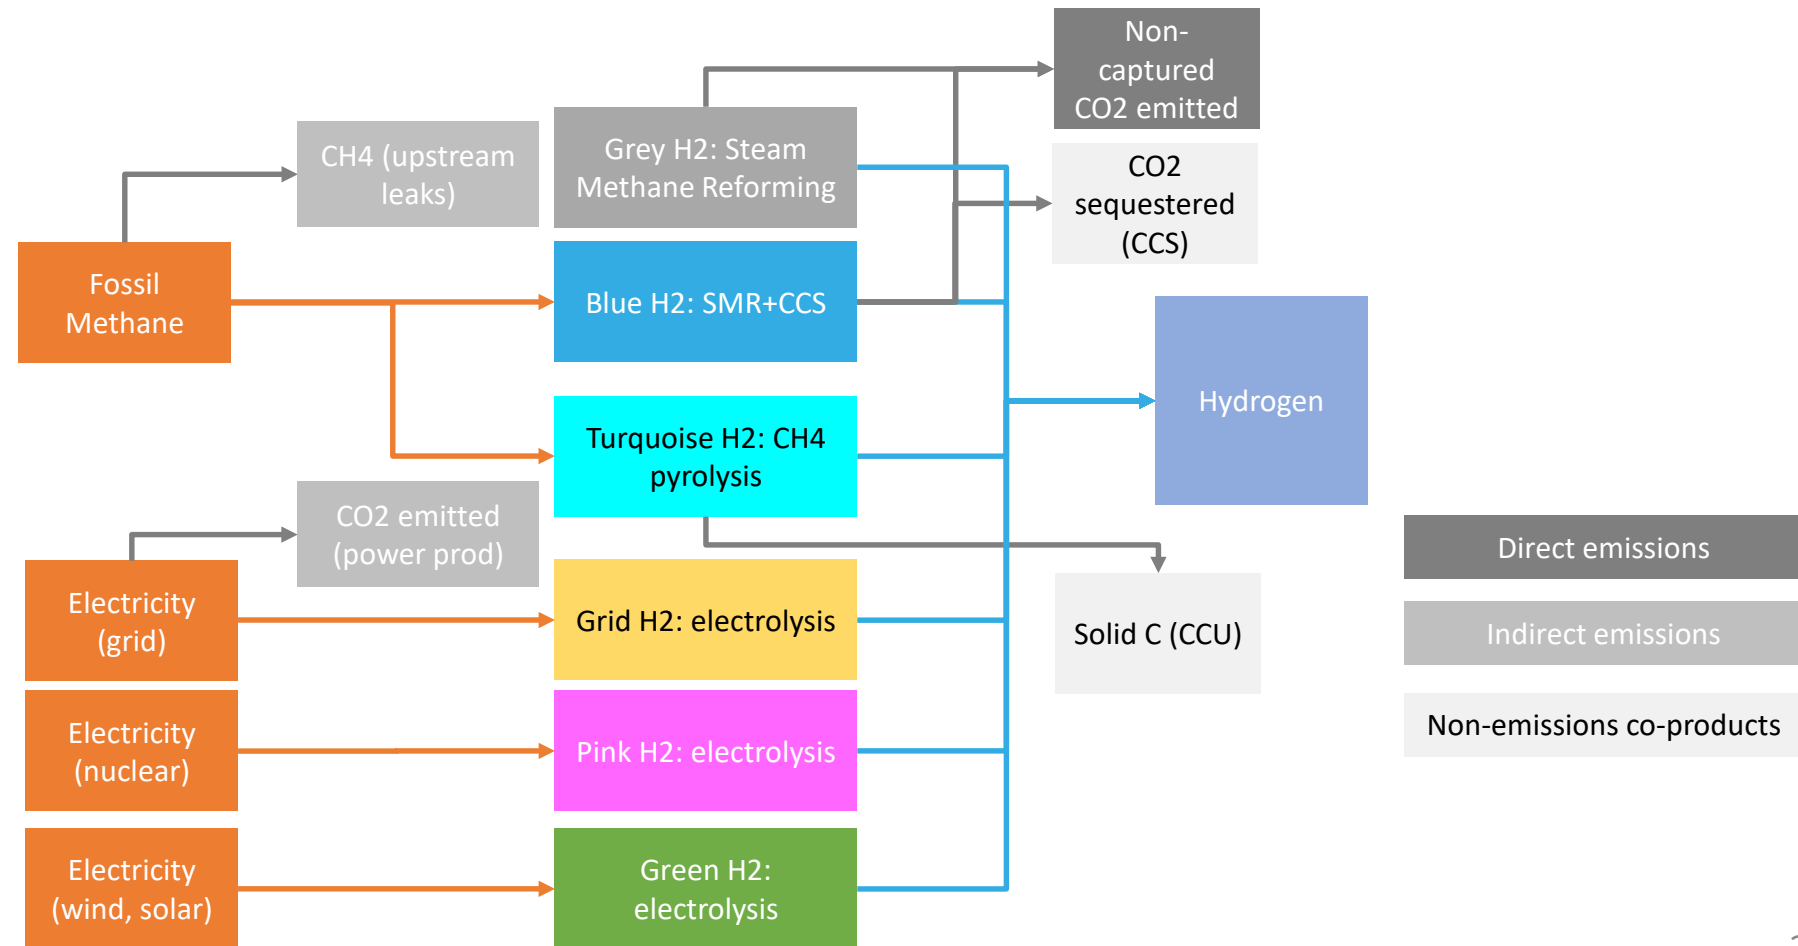 Non-
captured
CO2 emitted
CH4 (upstream
leaks)
Grey H2: Steam
Methane Reforming
CO2
sequestered
(CCS)
Fossil
Methane
Blue H2: SMR+CCS
Hydrogen
Turquoise H2: CH4
pyrolysis
CO2 emitted
(power prod)
Direct emissions
Electricity
(grid)
Grid H2: electrolysis
Solid C (CCU)
Indirect emissions
Electricity
(nuclear)
Pink H2: electrolysis
Non-emissions co-products
Electricity
(wind, solar)
Green H2:
electrolysis